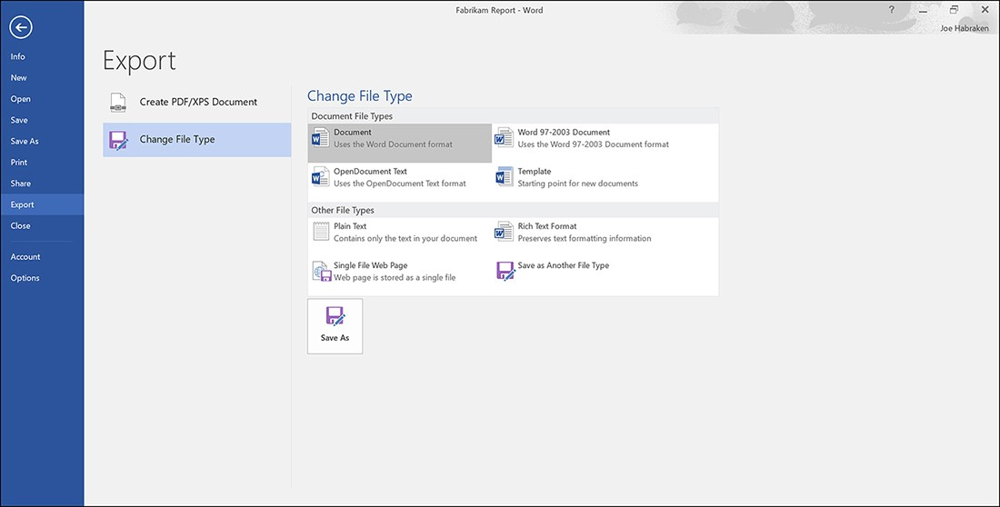 Fabrikam Report - Word
?
Joe Habraken
Info
New
Open
Save
Save As
Print
Share
Export
Close
Account
Options
Export
Create PDF/XPS Document
Change File Type
Change File Type
Document File Types
Document
Uses the Word Document format
Word 97-2003 Document
Uses the Word 97-2003 Document format
OpenDocument Text
Uses the OpenDocument Text format
Template
Starting point for new documents
Other File Types
Plain Text
Contains only the text in your document
Rich Text Format
Preserves text formatting information
Single File Web Page
Web page is stored as a single file
Save as Another File Type
Save As